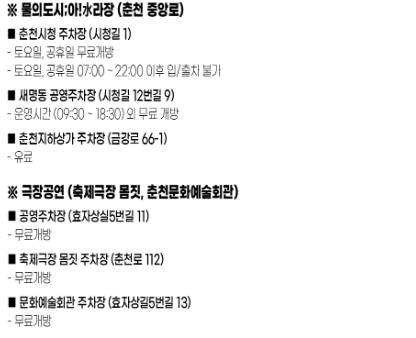 ※ 물의도시;아!水라장 (춘천 중앙로)
■ 춘천시청 주차장 (시청길 1)
- 토요일, 공휴일 무료개방
- 토요일, 공휴일 07:00 ~ 22:00 이후 입/출차 불가
■ 새명동 공영주차장 (시청길 12번길 9)
- 운영시간 (09:30 ~ 18:30) 외 무료 개방
■ 춘천지하상가 주차장 (금강로 66-1)
- 유료
※ 극장공연 (축제극장 몸짓, 춘천문화예술회관)
■ 공영주차장 (효자상실5번길 11)
- 무료개방
■ 축제극장 몸짓 주차장 (춘천로 112)
- 무료개방
■ 문화예술회관 주차장 (효자상길5번길 13)
- 무료개방